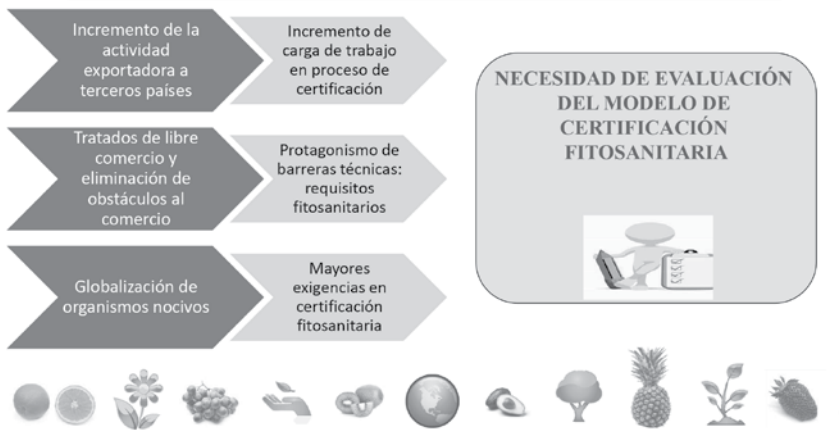 Incremento de la
actividad
exportadora a
terceros países
Incremento de
carga de trabajo
en proceso de
certificación
Tratados de libre
comercio y
eliminación de
obstáculos al
comercio
Protagonismo de
barreras técnicas:
requisitos
fitosanitarios
Globalización de
organismos nocivos
Mayores
exigencias en
certificación
fitosanitaria
NECESIDAD DE EVALUACIÓN
DEL MODELO DE
CERTIFICACIÓN
FITOSANITARIA